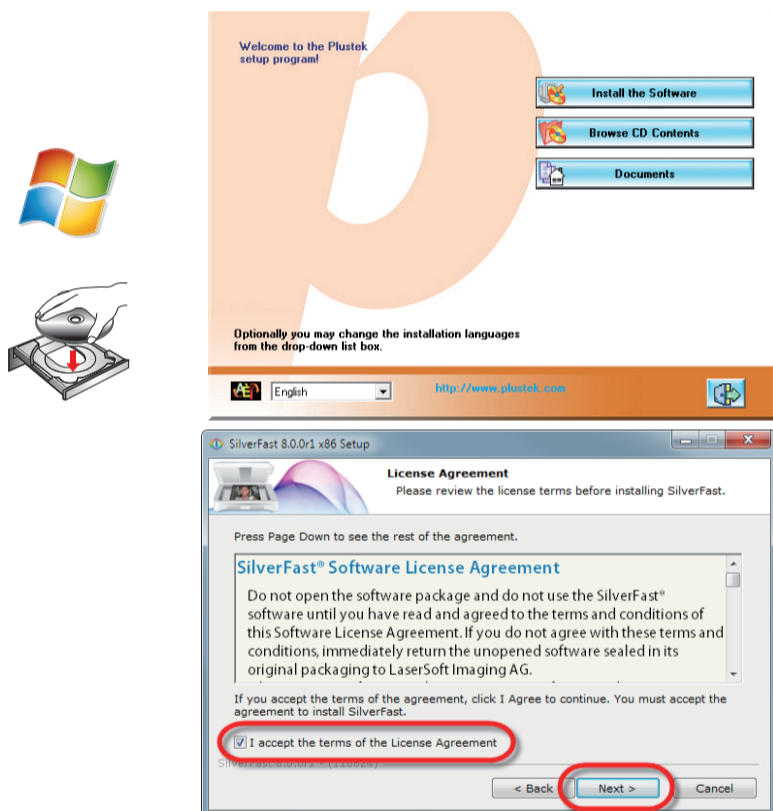 Welcome to the Plustek
setup program!
Install the Software
Browse CD Contents
Documents
Optionally you may change the installation languages
from the drop-down list box.
English
http://www.plustek.com
SilverFast 8.0.0r1 x86 Setup
License Agreement
Please review the license terms before installing SilverFast.
Press Page Down to see the rest of the agreement.
SilverFast® Software License Agreement
Do not open the software package and do not use the SilverFast®
software until you have read and agreed to the terms and conditions of
this Software License Agreement. If you do not agree with these terms and
conditions, immediately return the unopened software sealed in its
original packaging to LaserSoft Imaging AG.
If you accept the terms of the agreement, click I Agree to continue. You must accept the
agreement to install SilverFast.
I accept the terms of the License Agreement
SilverFast 8.0.0r1 - (110824)
< Back
Next >
Cancel